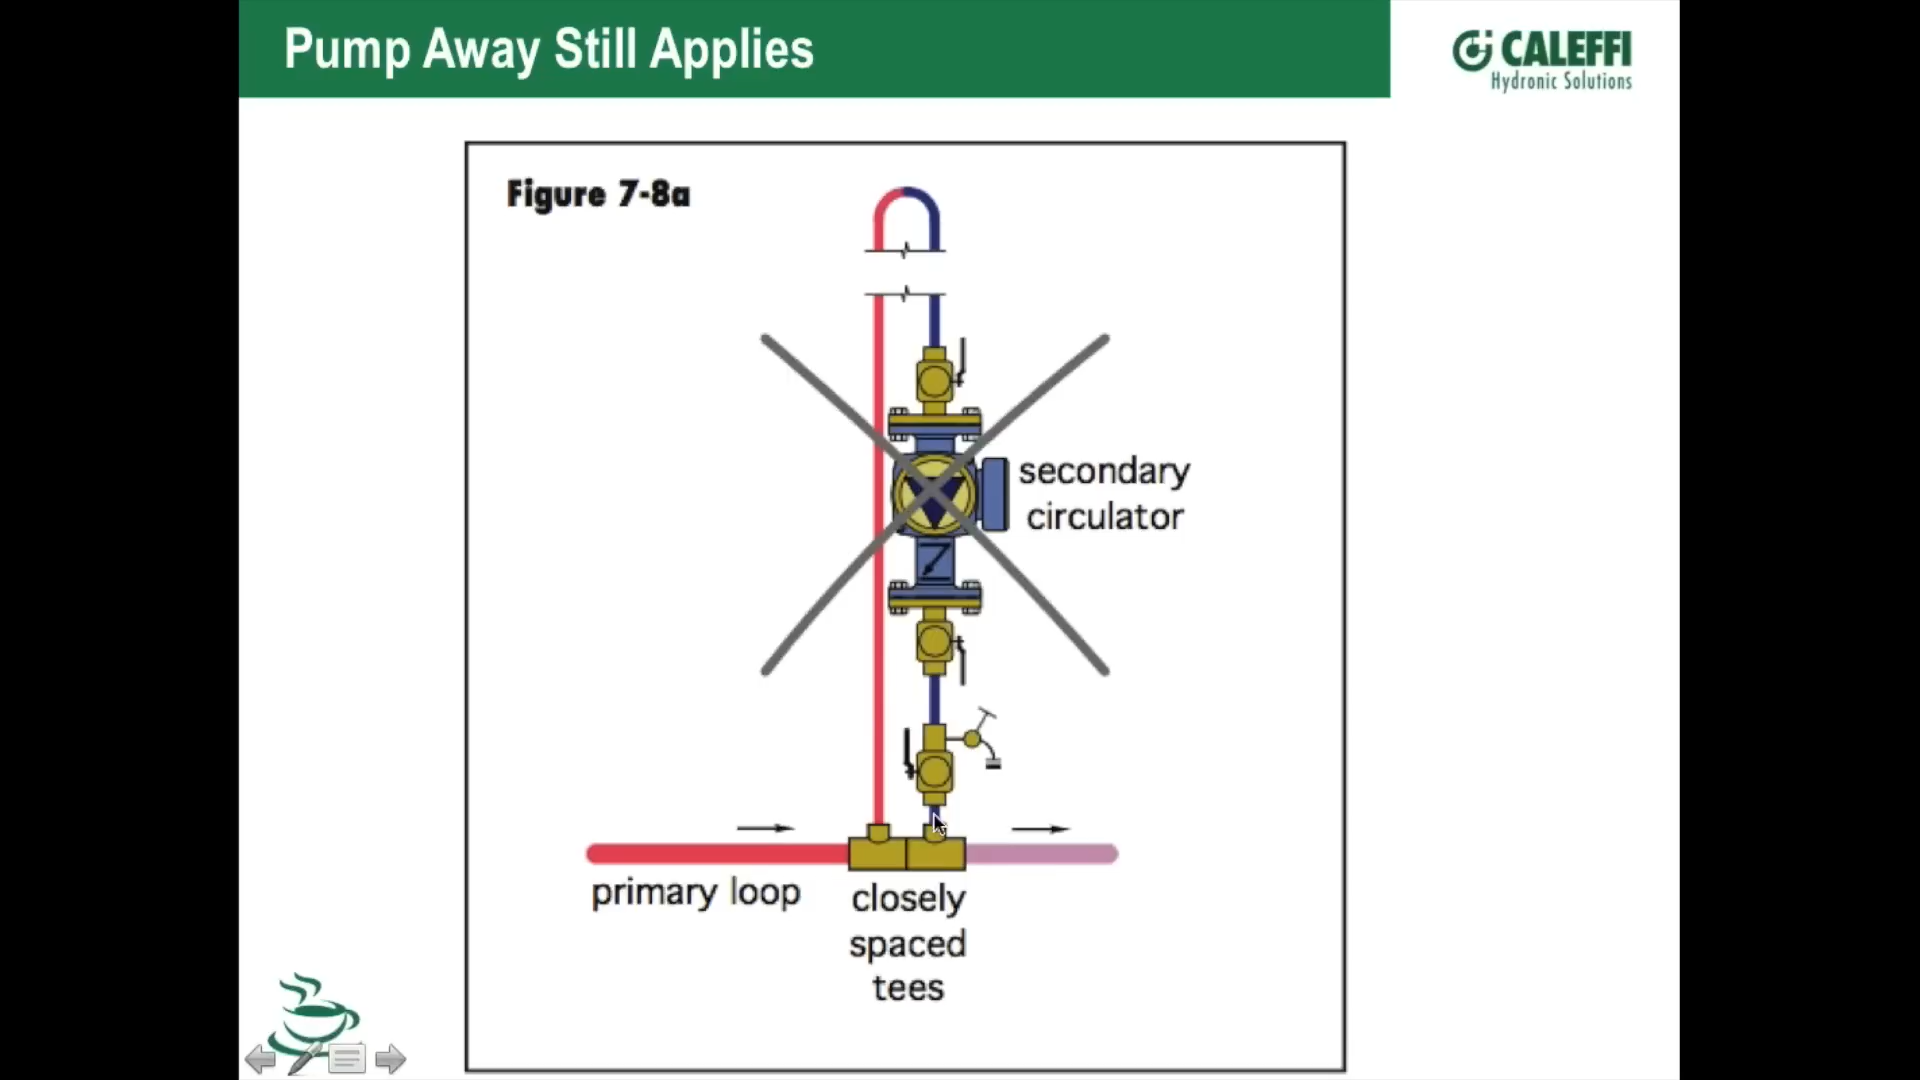 Pump Away Still Applies
CALEFFI
Hydronic Solutions
Figure 7-8a
secondary
circulator
primary loop
closely
spaced
tees